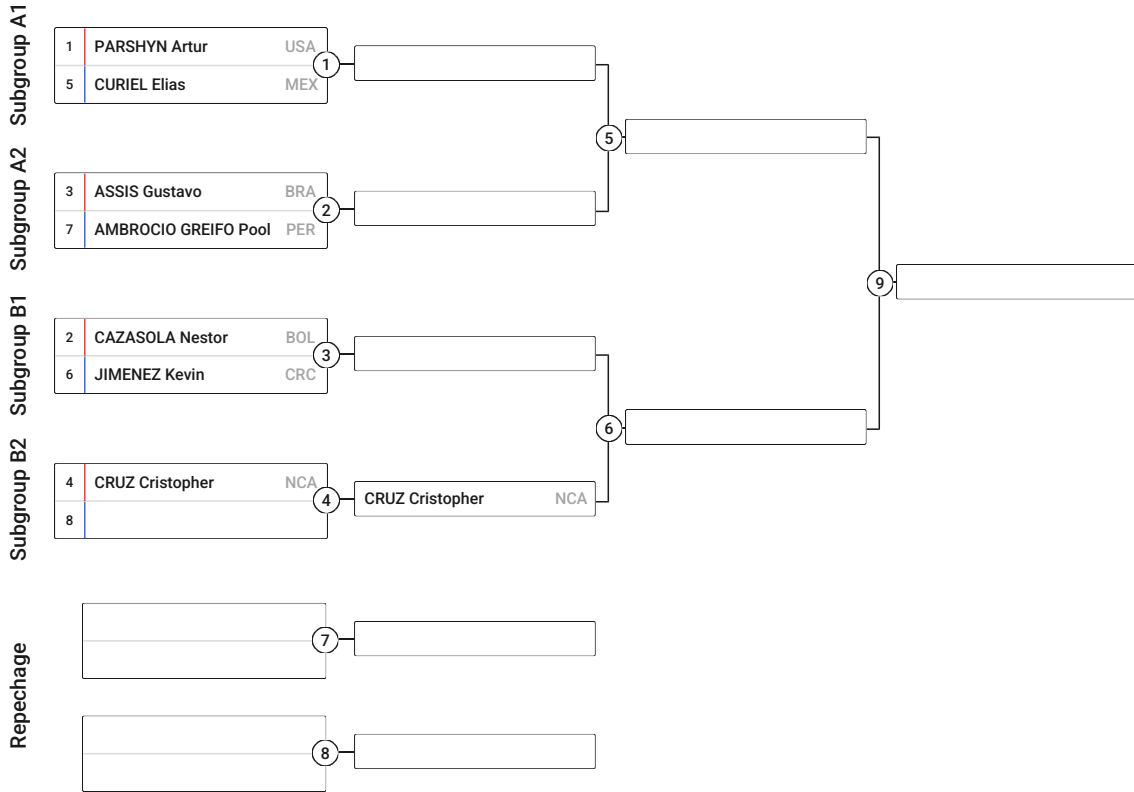 Subgroup A1
1 PARSHYN Artur USA
5 CURIEL Elias MEX
1
5
Subgroup A2
3 ASSIS Gustavo BRA
7 AMBROCIO GREIFO Pool PER
2
9
Subgroup B1
2 CAZASOLA Nestor BOL
6 JIMENEZ Kevin CRC
3
6
Subgroup B2
4 CRUZ Cristopher NCA
8
4
CRUZ Cristopher NCA
Repechage
7
8